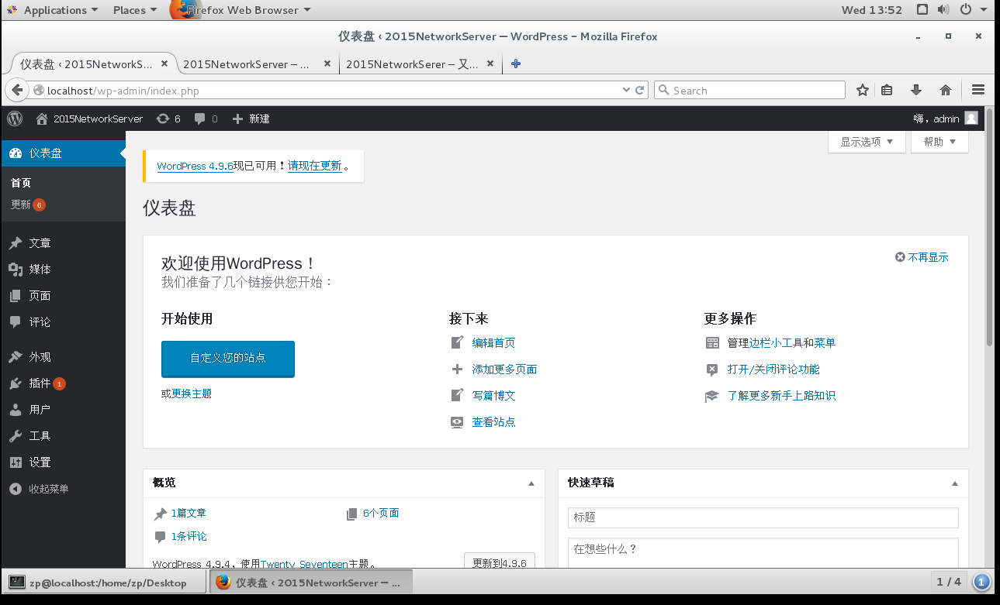 Applications Places Firefox Web Browser Wed 13:52
仪表盘 ‹ 2015NetworkServer — WordPress - Mozilla Firefox
仪表盘 ‹ 2015NetworkS... 2015NetworkServer – ... 2015NetworkSerer – 又...
localhost/wp-admin/index.php Search
2015NetworkServer 6 0 新建 嗨，admin
显示选项 帮助
仪表盘
首页
更新 6
文章
媒体
页面
评论
外观
插件 1
用户
工具
设置
收起菜单
WordPress 4.9.6现已可用！请现在更新。
仪表盘
欢迎使用WordPress！
不再显示
我们准备了几个链接供您开始：
开始使用
自定义您的站点
或更换主题
接下来
编辑首页
添加更多页面
写篇博文
查看站点
更多操作
管理边栏小工具和菜单
打开/关闭评论功能
了解更多新手上路知识
概览
1篇文章 6个页面
1条评论
WordPress 4.9.4，使用Twenty Seventeen主题。 更新到4.9.6
快速草稿
标题
在想些什么？
zp@localhost:/home/zp/Desktop 仪表盘 ‹ 2015NetworkServer — ... 1 / 4 1